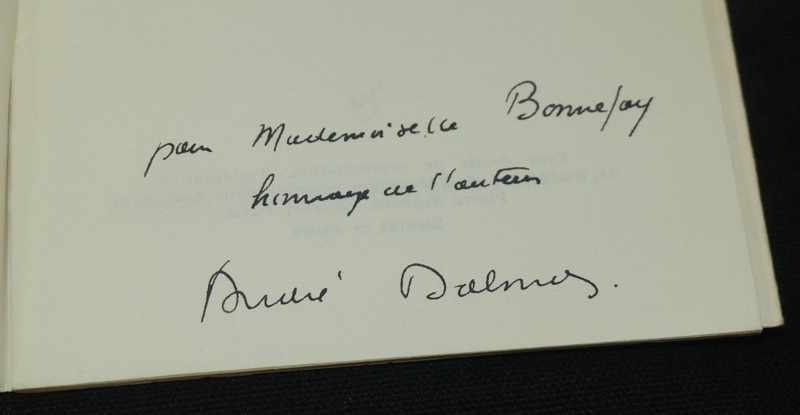 pour Mademoiselle Bonnefoy
hommage de l'auteur
André Dalmas.